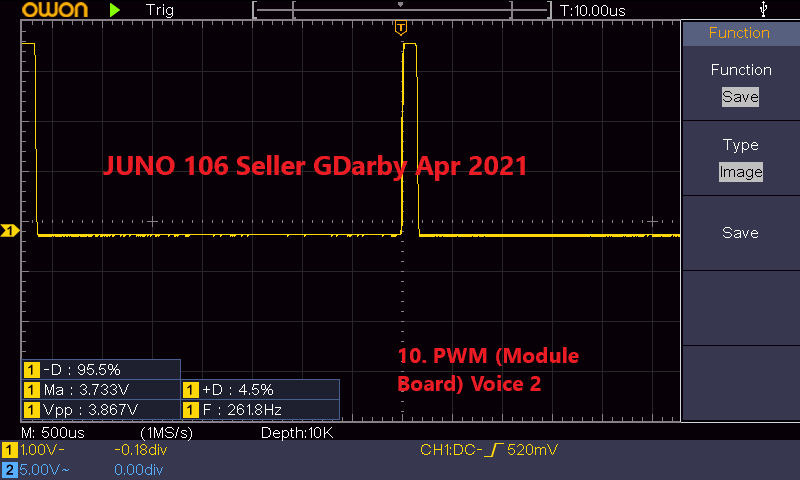 owon Trig T:10.00us
T
Function
Function
Save
Type
Image
Save
JUNO 106 Seller GDarby Apr 2021
1
10. PWM (Module
Board) Voice 2
1 -D : 95.5%
1 Ma : 3.733V 1 +D : 4.5%
1 Vpp : 3.867V 1 F : 261.8Hz
M: 500us (1MS/s) Depth:10K
1 1.00V- -0.18div CH1:DC- 520mV
2 5.00V~ 0.00div